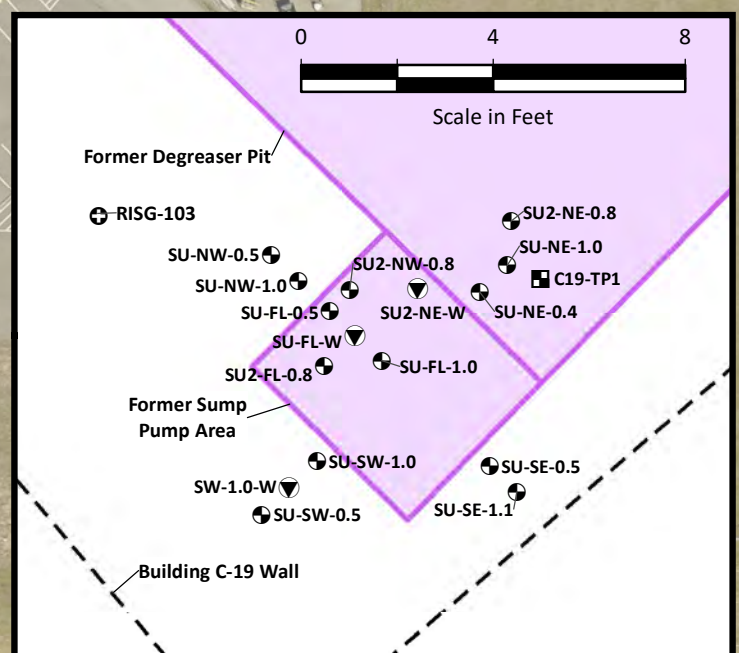 0 4 8
Scale in Feet
Former Degreaser Pit
RISG-103
SU2-NE-0.8
SU-NW-0.5
SU-NE-1.0
SU2-NW-0.8
C19-TP1
SU-NW-1.0
SU-FL-0.5
SU2-NE-W
SU-NE-0.4
SU-FL-W
SU-FL-1.0
SU2-FL-0.8
Former Sump
Pump Area
SU-SW-1.0
SU-SE-0.5
SW-1.0-W
SU-SE-1.1
SU-SW-0.5
Building C-19 Wall